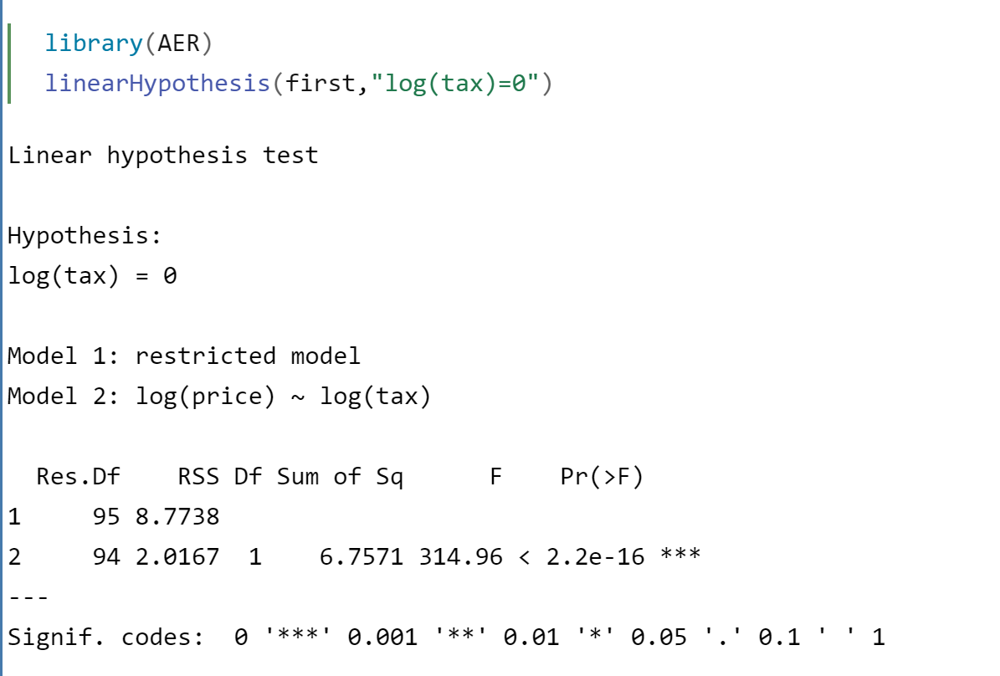 library(AER)
linearHypothesis(first,"log(tax)=0")
Linear hypothesis test
Hypothesis:
log(tax) = 0
Model 1: restricted model
Model 2: log(price) ~ log(tax)
  Res.Df    RSS Df Sum of Sq      F    Pr(>F)
1     95 8.7738
2     94 2.0167  1    6.7571 314.96 < 2.2e-16 ***
---
Signif. codes:  0 '***' 0.001 '**' 0.01 '*' 0.05 '.' 0.1 ' ' 1